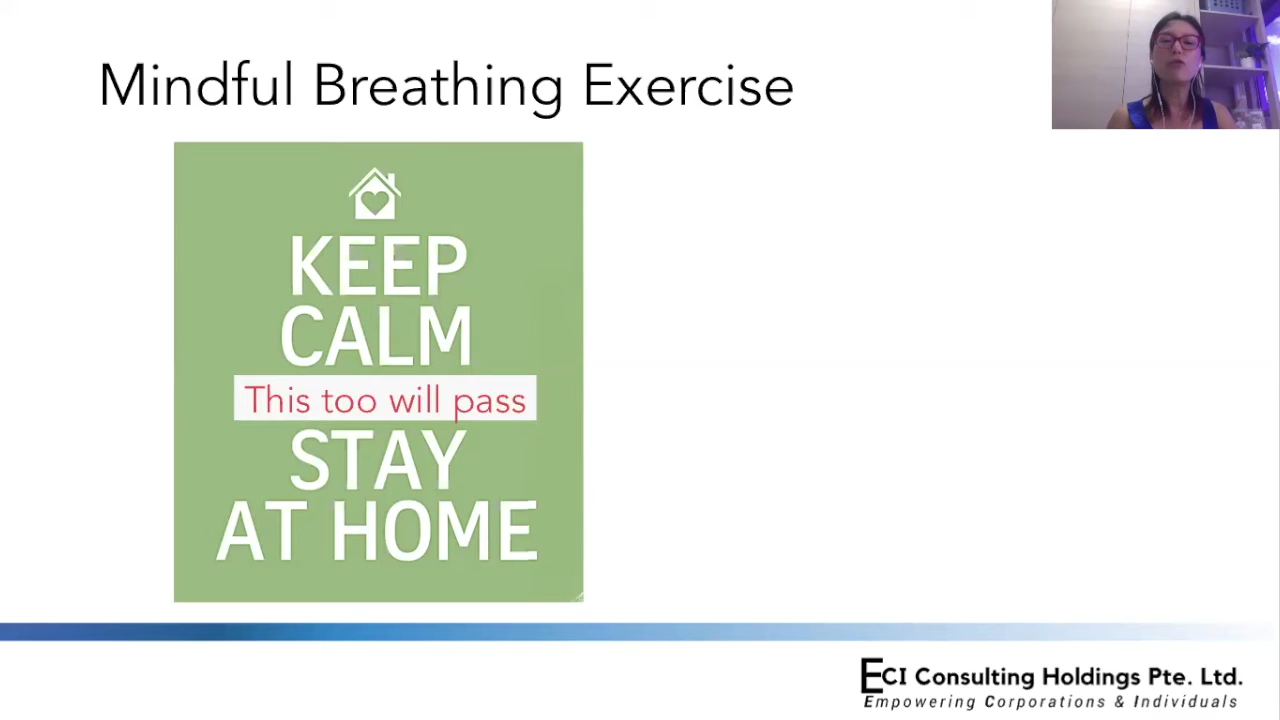 Mindful Breathing Exercise
KEEP
CALM
This too will pass
STAY
AT HOME
ECI Consulting Holdings Pte. Ltd.
Empowering Corporations & Individuals